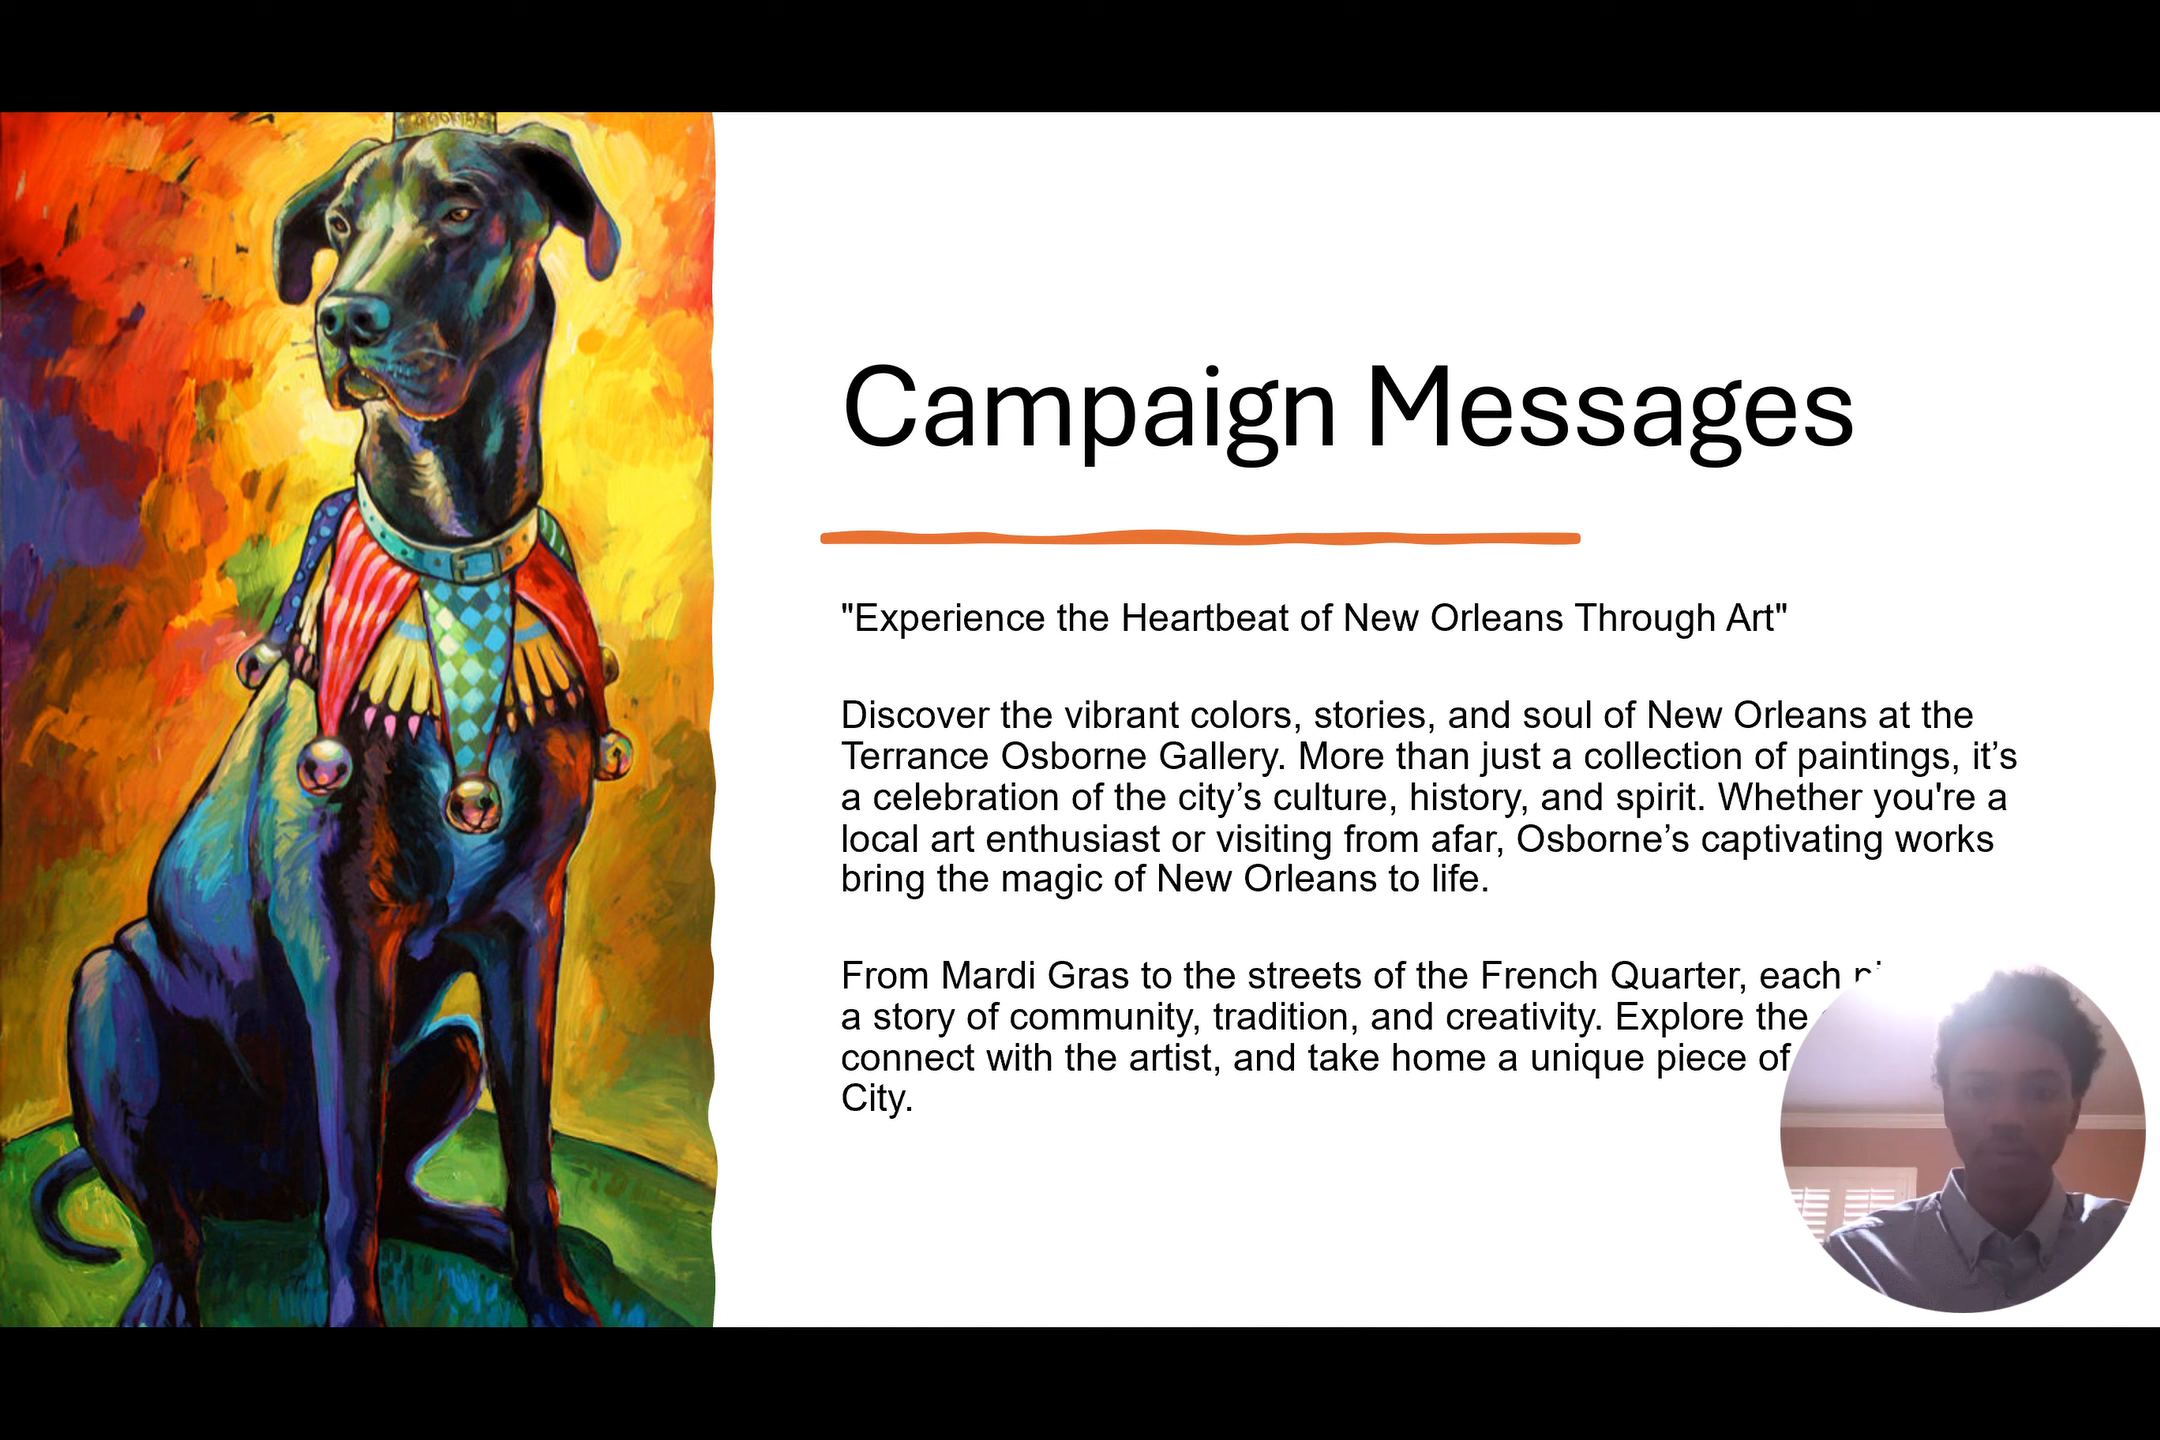 Campaign Messages
"Experience the Heartbeat of New Orleans Through Art"
Discover the vibrant colors, stories, and soul of New Orleans at the
Terrance Osborne Gallery. More than just a collection of paintings, it’s
a celebration of the city’s culture, history, and spirit. Whether you're a
local art enthusiast or visiting from afar, Osborne’s captivating works
bring the magic of New Orleans to life.
From Mardi Gras to the streets of the French Quarter, each
a story of community, tradition, and creativity. Explore the
connect with the artist, and take home a unique piece of
City.